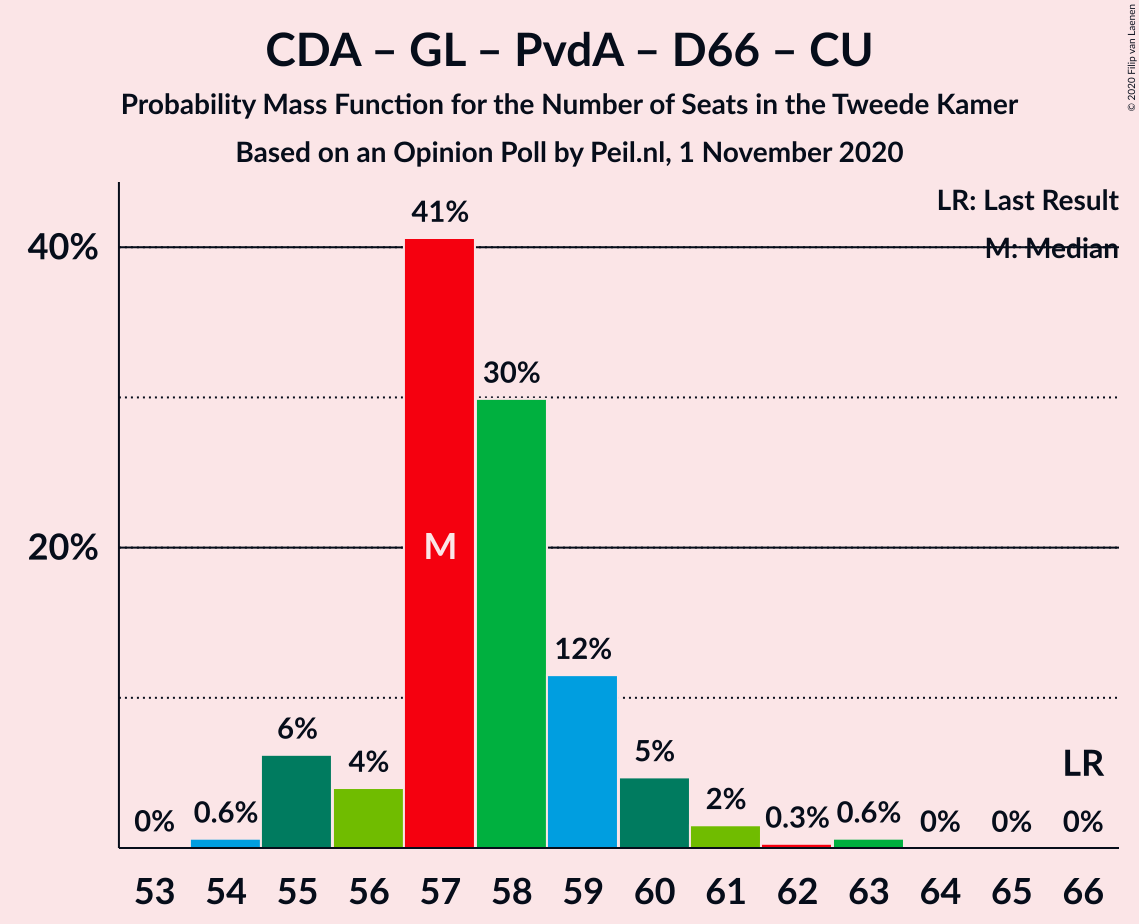 CDA – GL – PvdA – D66 – CU
Probability Mass Function for the Number of Seats in the Tweede Kamer
Based on an Opinion Poll by Peil.nl, 1 November 2020
© 2020 Filip van Laenen
LR: Last Result
M: Median
40%
20%
41%
30%
12%
6%
4%
5%
2%
0%
0.6%
0.3%
0.6%
0%
0%
0%
LR
M
53 54 55 56 57 58 59 60 61 62 63 64 65 66